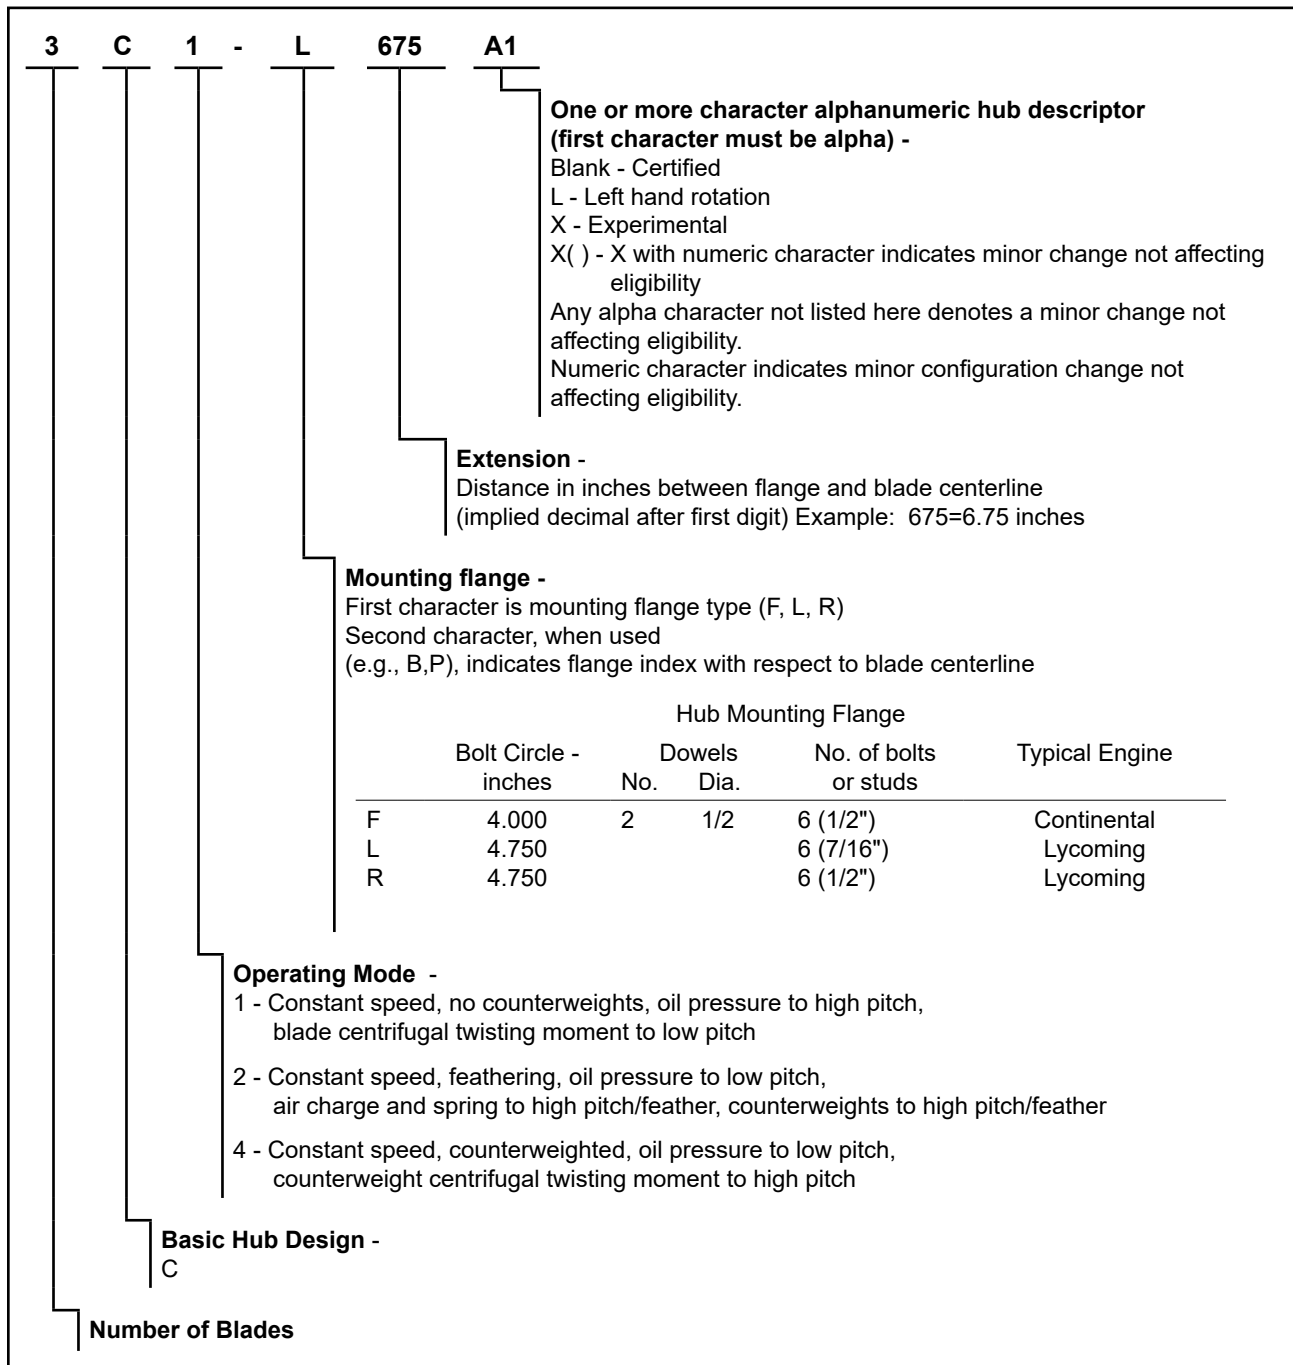 3 C 1 - L 675 A1
One or more character alphanumeric hub descriptor
(first character must be alpha) -
Blank - Certified
L - Left hand rotation
X - Experimental
X( ) - X with numeric character indicates minor change not affecting
eligibility
Any alpha character not listed here denotes a minor change not
affecting eligibility.
Numeric character indicates minor configuration change not
affecting eligibility.
Extension -
Distance in inches between flange and blade centerline
(implied decimal after first digit) Example: 675=6.75 inches
Mounting flange -
First character is mounting flange type (F, L, R)
Second character, when used
(e.g., B,P), indicates flange index with respect to blade centerline
Hub Mounting Flange
Bolt Circle - Dowels No. of bolts Typical Engine
inches No. Dia. or studs
F 4.000 2 1/2 6 (1/2") Continental
L 4.750 6 (7/16") Lycoming
R 4.750 6 (1/2") Lycoming
Operating Mode -
1 - Constant speed, no counterweights, oil pressure to high pitch,
blade centrifugal twisting moment to low pitch
2 - Constant speed, feathering, oil pressure to low pitch,
air charge and spring to high pitch/feather, counterweights to high pitch/feather
4 - Constant speed, counterweighted, oil pressure to low pitch,
counterweight centrifugal twisting moment to high pitch
Basic Hub Design -
C
Number of Blades